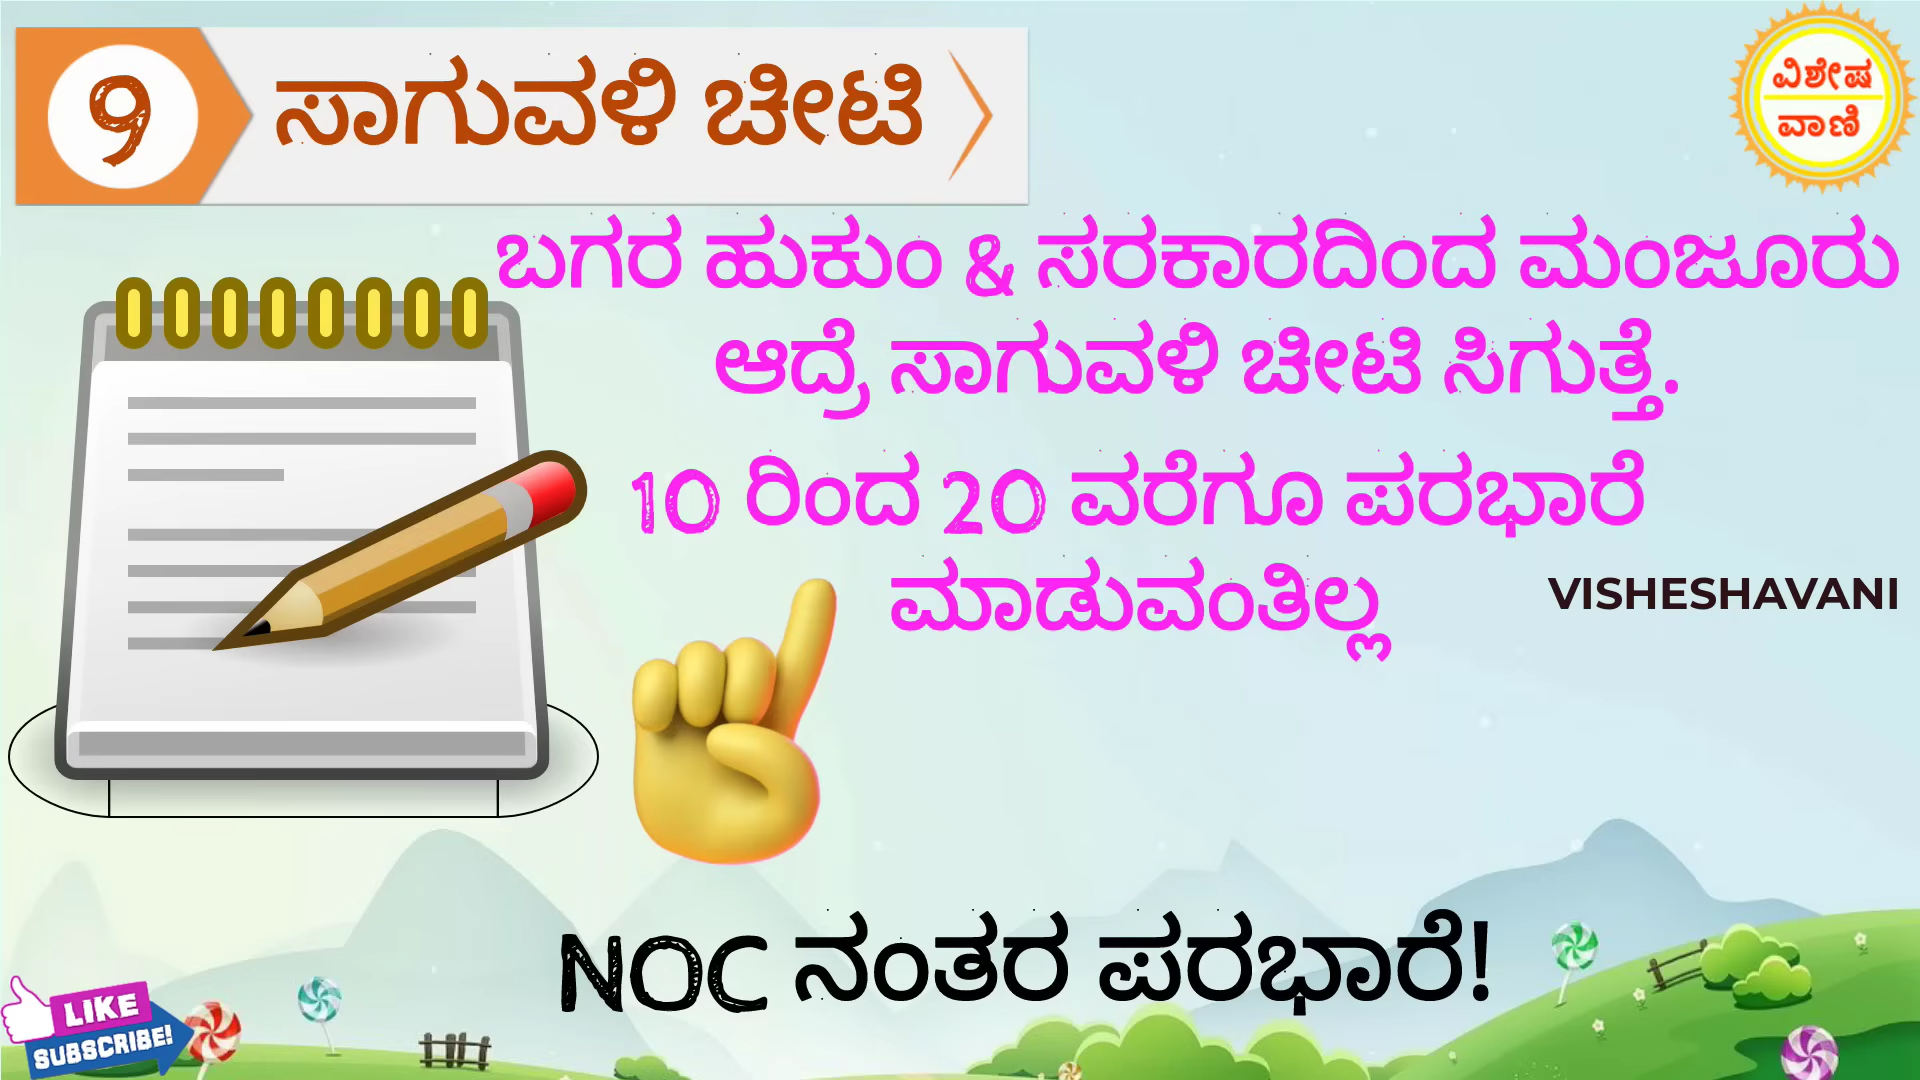 9 ಸಾಗುವಳಿ ಚೀಟಿ
ವಿಶೇಷ
ವಾಣಿ
ಬಗರ ಹುಕುಂ & ಸರಕಾರದಿಂದ ಮಂಜೂರು
ಆದ್ರೆ ಸಾಗುವಳಿ ಚೀಟಿ ಸಿಗುತ್ತೆ.
10 ರಿಂದ 20 ವರೆಗೂ ಪರಭಾರೆ
ಮಾಡುವಂತಿಲ್ಲ
VISHESHAVANI
NOC ನಂತರ ಪರಭಾರೆ!
LIKE
SUBSCRIBE!